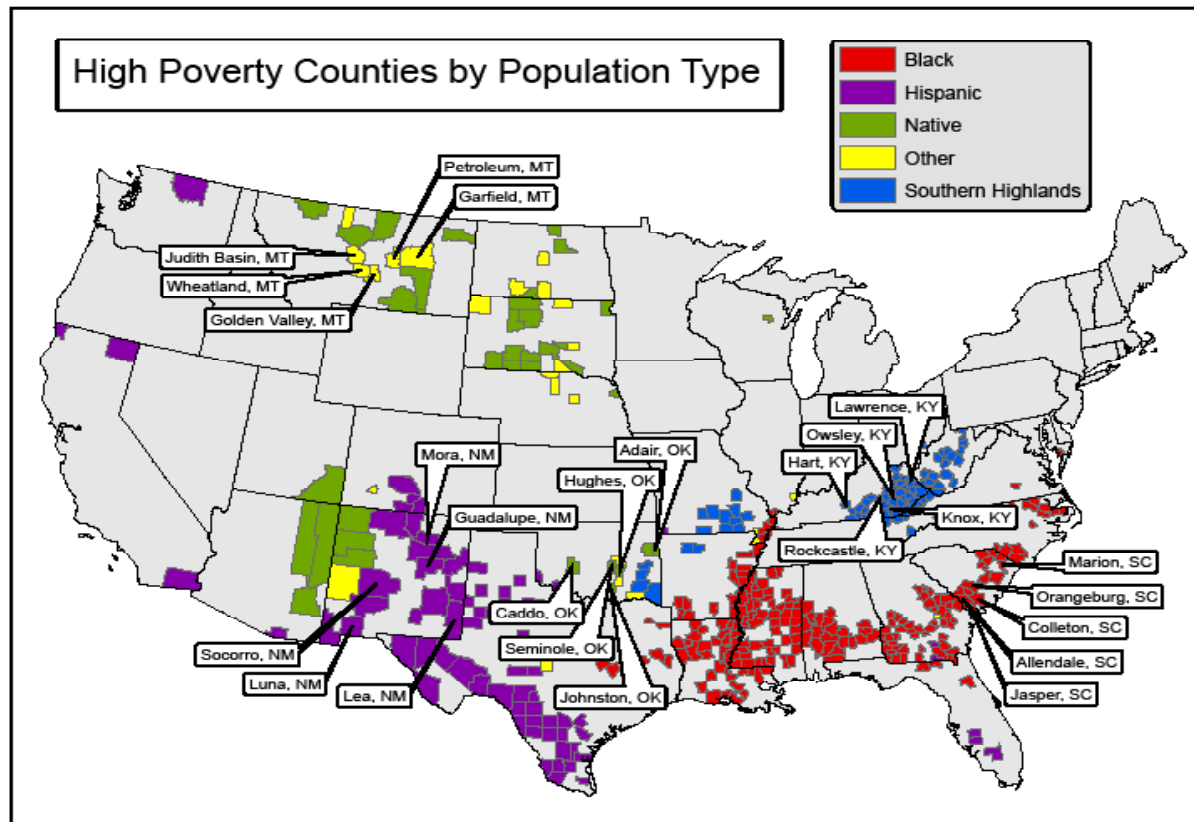 High Poverty Counties by Population Type
Black
Hispanic
Native
Other
Southern Highlands
Petroleum, MT
Garfield, MT
Judith Basin, MT
Wheatland, MT
Golden Valley, MT
Lawrence, KY
Owsley, KY
Hart, KY
Adair, OK
Mora, NM
Hughes, OK
Guadalupe, NM
Knox, KY
Rockcastle, KY
Marion, SC
Orangeburg, SC
Caddo, OK
Colleton, SC
Seminole, OK
Socorro, NM
Allendale, SC
Luna, NM
Lea, NM
Johnston, OK
Jasper, SC